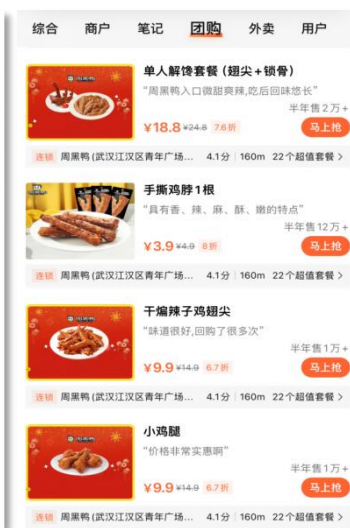 综合 商户 笔记 团购 外卖 用户
单人解馋套餐 (翅尖+锁骨)
“周黑鸭入口微甜爽辣,吃后回味悠长”
半年售2万+
¥18.8 ¥24.8 7.6折 马上抢
连锁 周黑鸭(武汉江汉区青年广场... 4.1分 160m 22个超值套餐 >
手撕鸡脖1根
“具有香、辣、麻、酥、嫩的特点”
半年售12万+
¥3.9 ¥4.9 8折 马上抢
连锁 周黑鸭(武汉江汉区青年广场... 4.1分 160m 22个超值套餐 >
干煸辣子鸡翅尖
“味道很好,回购了很多次”
半年售1万+
¥9.9 ¥14.9 6.7折 马上抢
连锁 周黑鸭(武汉江汉区青年广场... 4.1分 160m 22个超值套餐 >
小鸡腿
“价格非常实惠啊”
半年售1万+
¥9.9 ¥14.9 6.7折 马上抢
连锁 周黑鸭(武汉江汉区青年广场... 4.1分 160m 22个超值套餐 >